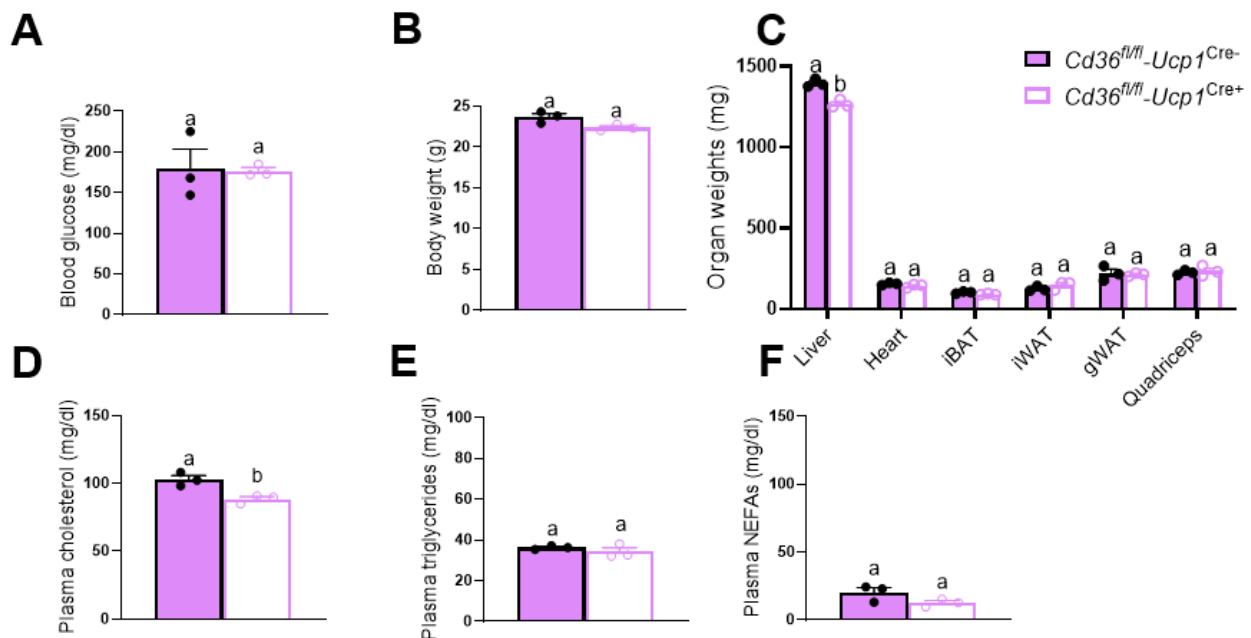 A
Blood glucose (mg/dl)
250
200
150
100
50
0
a
a
B
Body weight (g)
25
20
15
10
5
0
a
a
C
Organ weights (mg)
1500
1000
500
0
a
b
a
a
a
a
a
a
a
a
a
a
Liver
Heart
iBAT
iWAT
gWAT
Quadriceps
Cd36fl/fl-Ucp1Cre-
Cd36fl/fl-Ucp1Cre+
D
Plasma cholesterol (mg/dl)
150
100
50
0
a
b
E
Plasma triglycerides (mg/dl)
100
80
60
40
20
0
a
a
F
Plasma NEFAs (mg/dl)
150
100
50
0
a
a